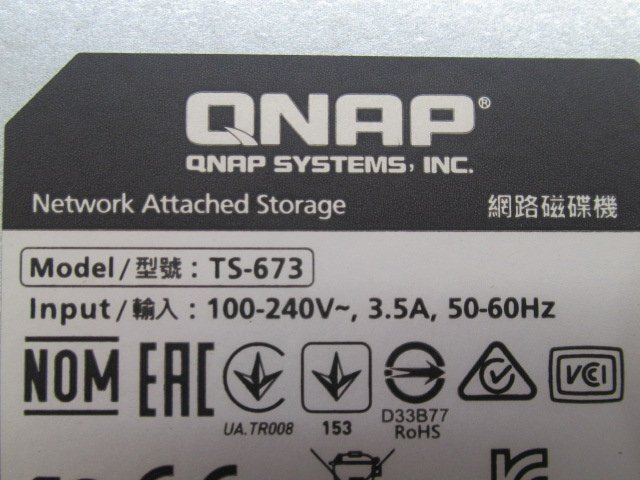 QNAP®
QNAP SYSTEMS, INC.
Network Attached Storage 網路磁碟機
Model/型號: TS-673
Input/輸入: 100-240V~, 3.5A, 50-60Hz
NOM EAC VCI
UA.TR008 153 D33B77
RoHS